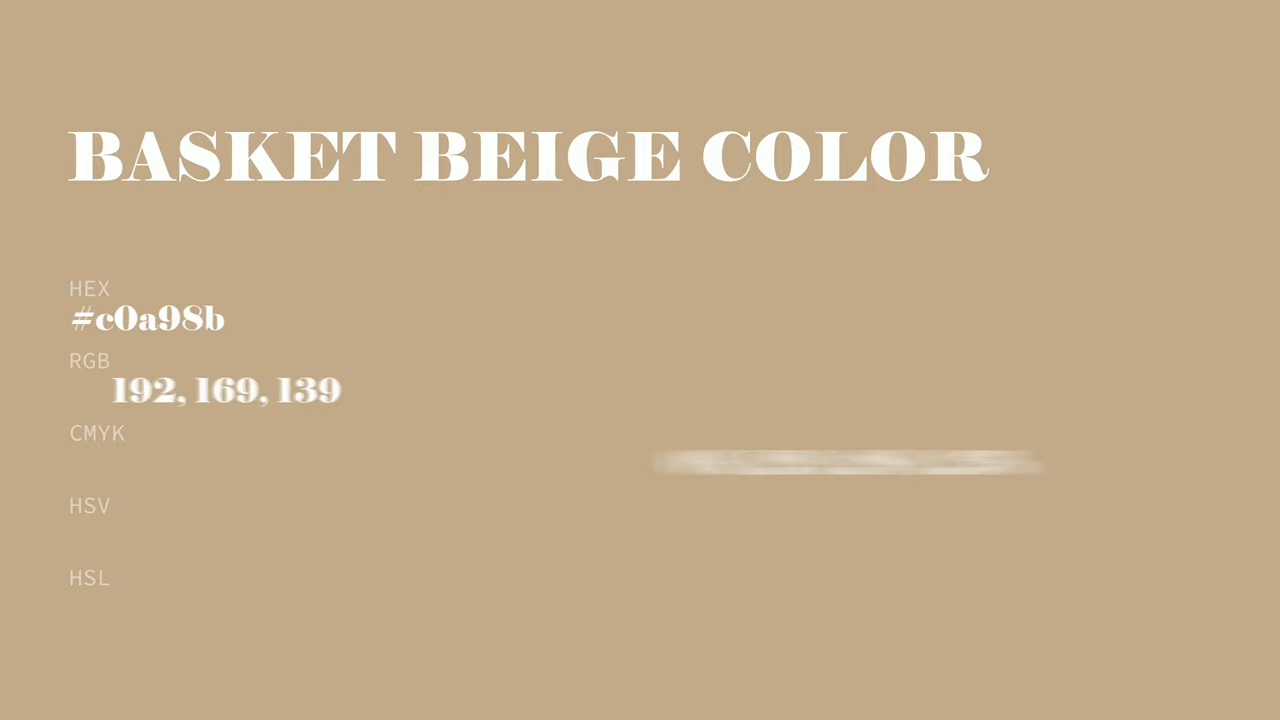 BASKET BEIGE COLOR
HEX
#c0a98b
RGB
192, 169, 139
CMYK
HSV
HSL